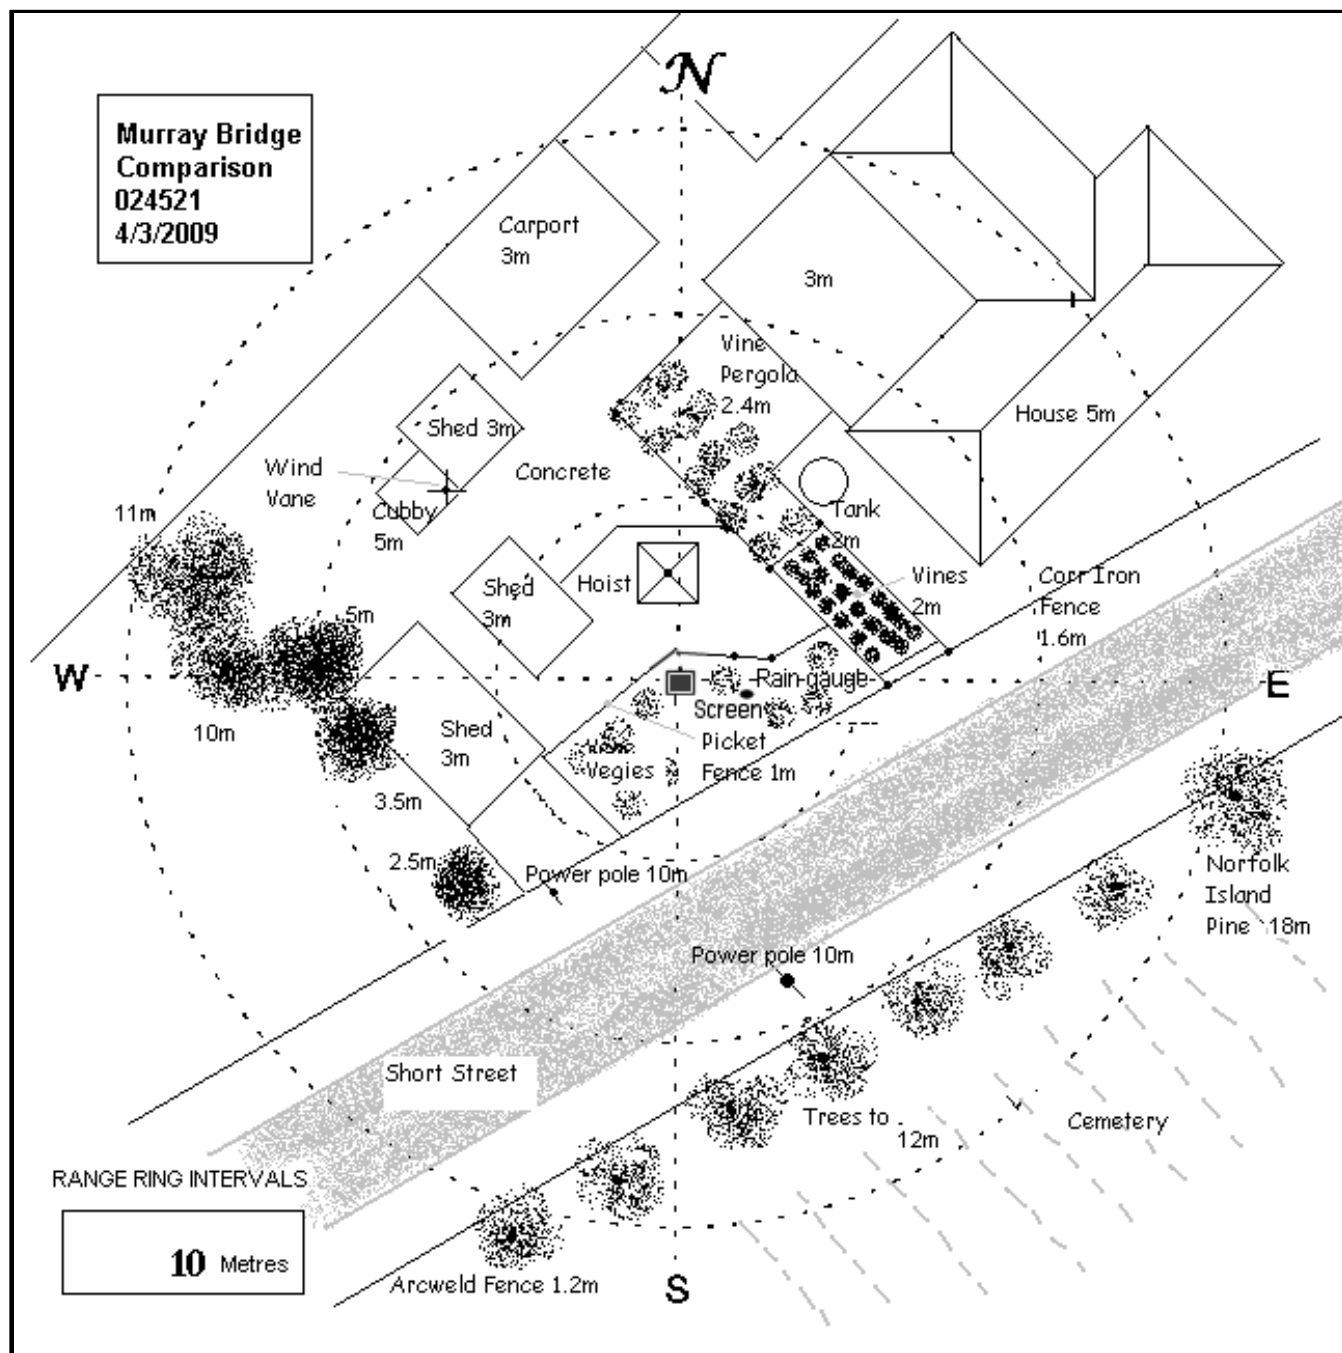 N
Murray Bridge
Comparison
024521
4/3/2009
Carport
3m
3m
Vine
Pergola
2.4m
House 5m
Shed 3m
Wind
Vane
Concrete
Cubby
5m
11m
Tank
2m
Shed
3m
Hoist
Vines
2m
Corr Iron
Fence
1.6m
5m
W
E
Rain gauge
Screen
10m
Shed
3m
Picket
Fence 1m
Vegies
3.5m
2.5m
Power pole 10m
Norfolk
Island
Pine 18m
Power pole 10m
Short Street
Trees to
12m
Cemetery
RANGE RING INTERVALS
10 Metres
Arcweld Fence 1.2m
S